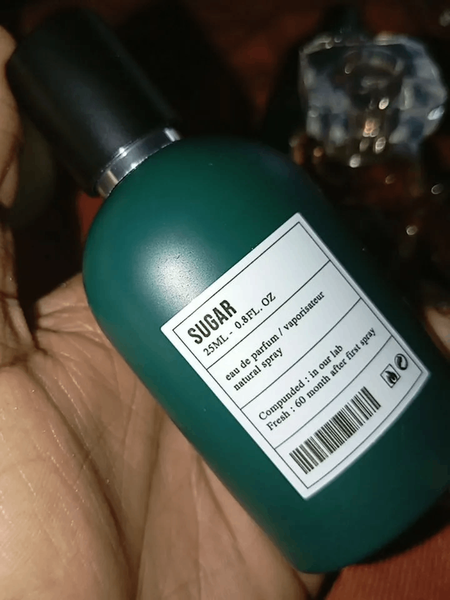 SUGAR
25ML - 0.8FL. OZ
eau de parfum / vaporisateur
natural spray
Compunded : in our lab
Fresh : 60 month after first spray